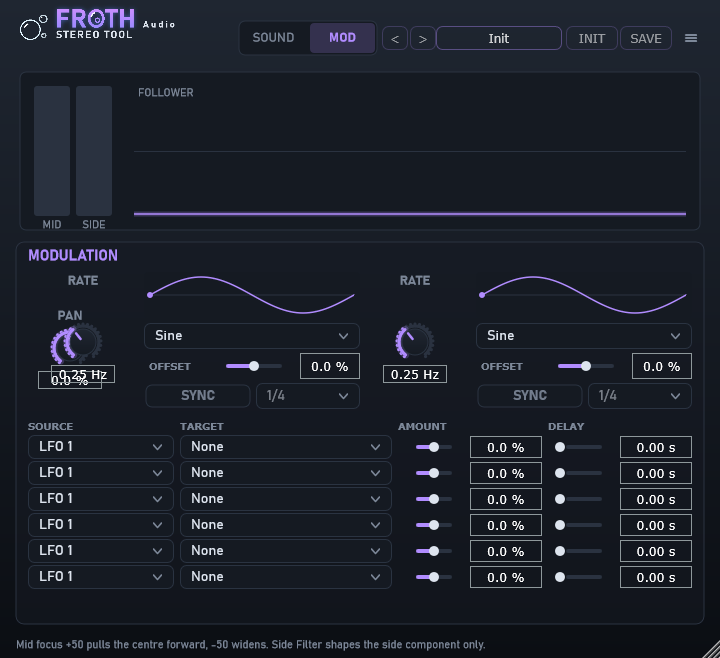 FROTH Audio
STEREO TOOL
SOUND MOD < > Init INIT SAVE
FOLLOWER
MID SIDE
MODULATION
RATE RATE
PAN
Sine Sine
OFFSET 0.0 % OFFSET 0.0 %
0.25 Hz 0.25 Hz
0.0 %
SYNC 1/4 SYNC 1/4
SOURCE TARGET AMOUNT DELAY
LFO 1 None 0.0 % 0.00 s
LFO 1 None 0.0 % 0.00 s
LFO 1 None 0.0 % 0.00 s
LFO 1 None 0.0 % 0.00 s
LFO 1 None 0.0 % 0.00 s
LFO 1 None 0.0 % 0.00 s
Mid focus +50 pulls the centre forward, -50 widens. Side Filter shapes the side component only.